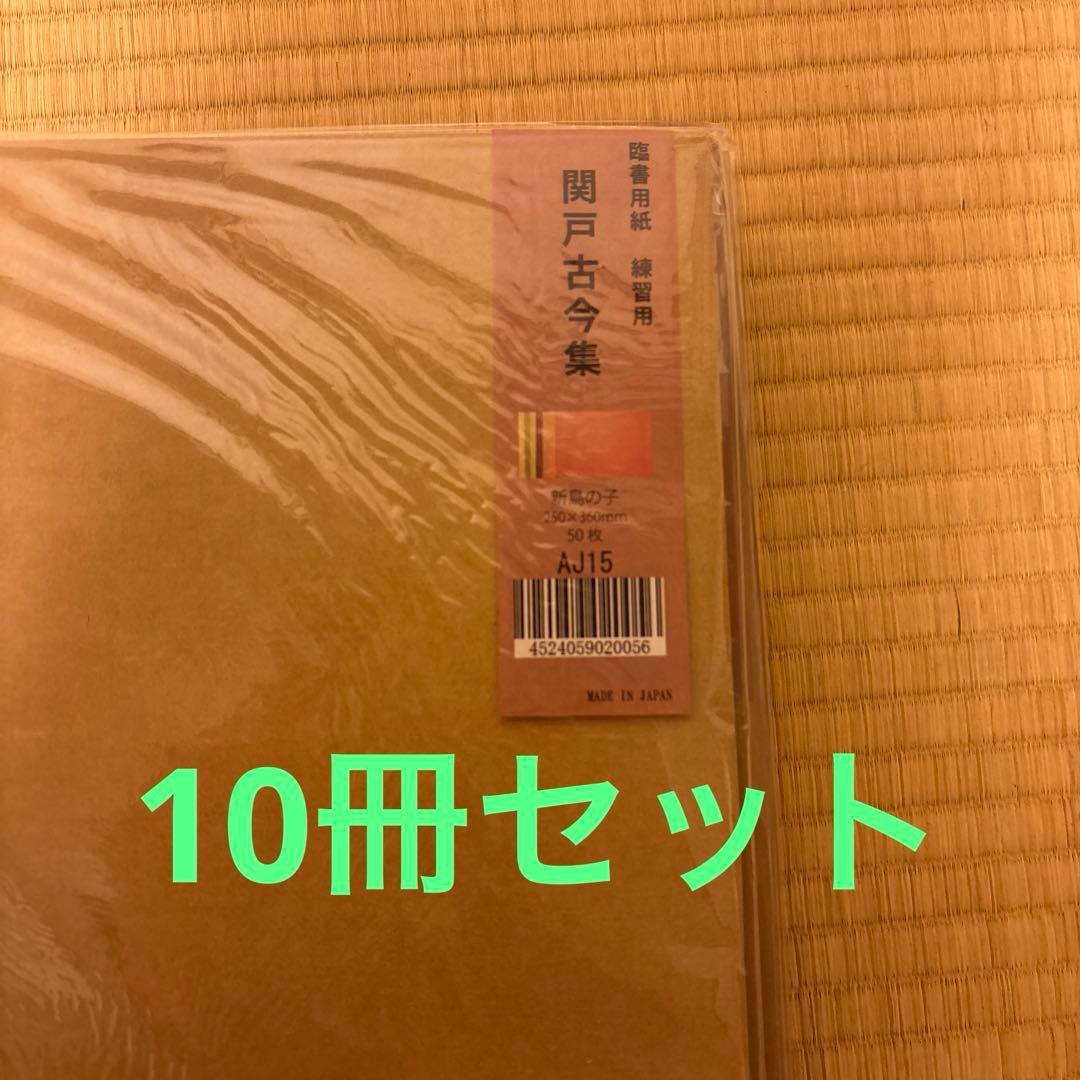 臨書用紙 練習用
関戸古今集
新鳥の子
250×360mm
50枚
AJ15
4524059020056
MADE IN JAPAN
10冊セット